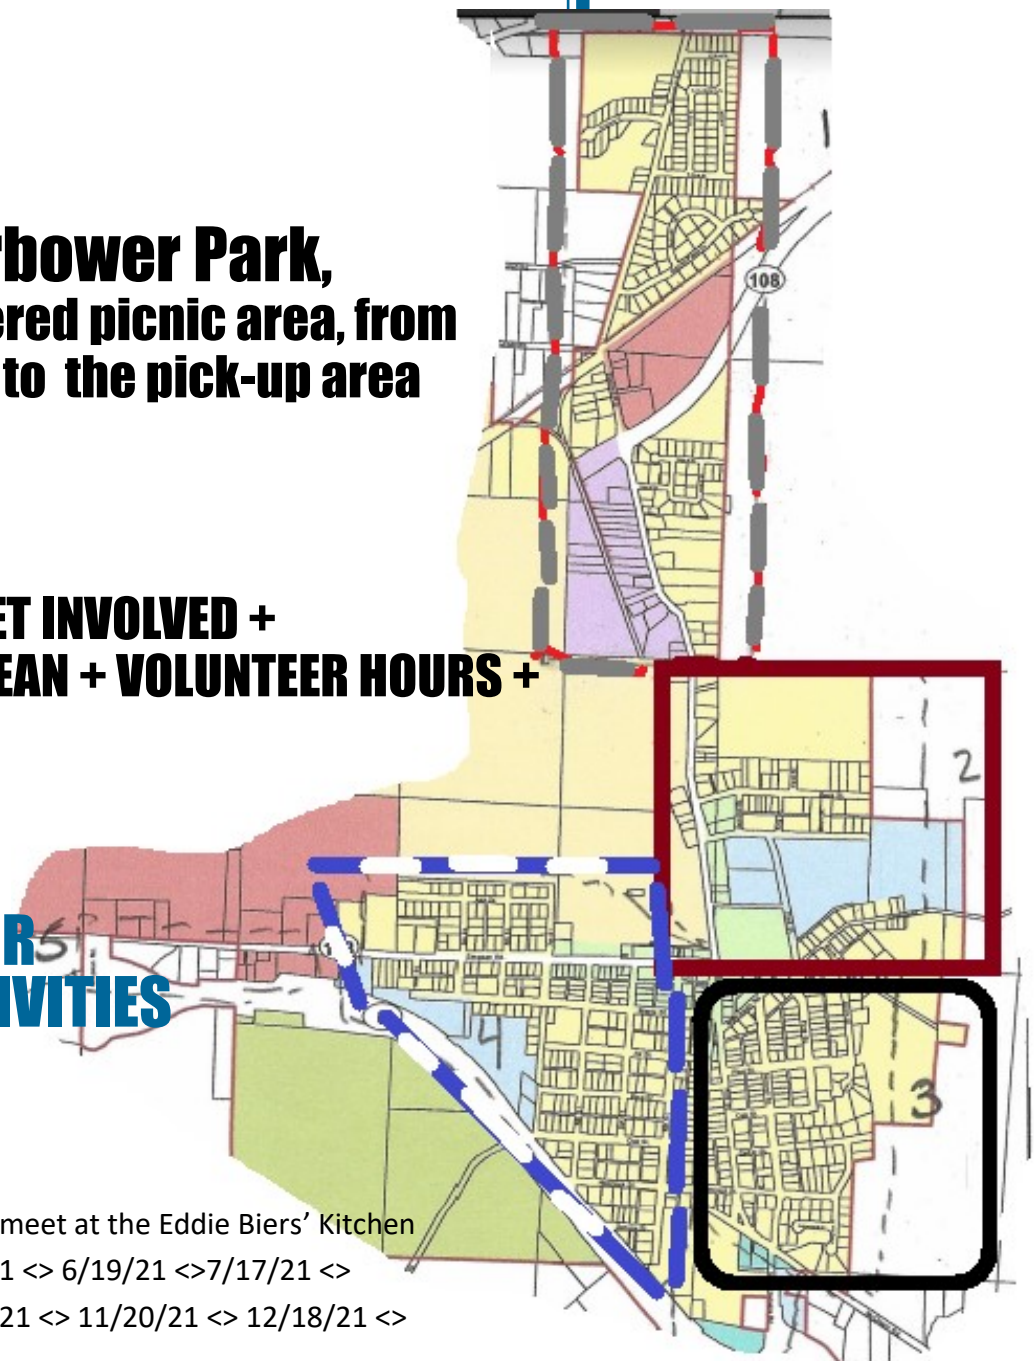 rbower Park,
ered picnic area, from
to the pick-up area
ET INVOLVED +
EAN + VOLUNTEER HOURS +
R
IVITIES
meet at the Eddie Biers’ Kitchen
1 <> 6/19/21 <>7/17/21 <>
21 <> 11/20/21 <> 12/18/21 <>
1
108
2
3
4
5